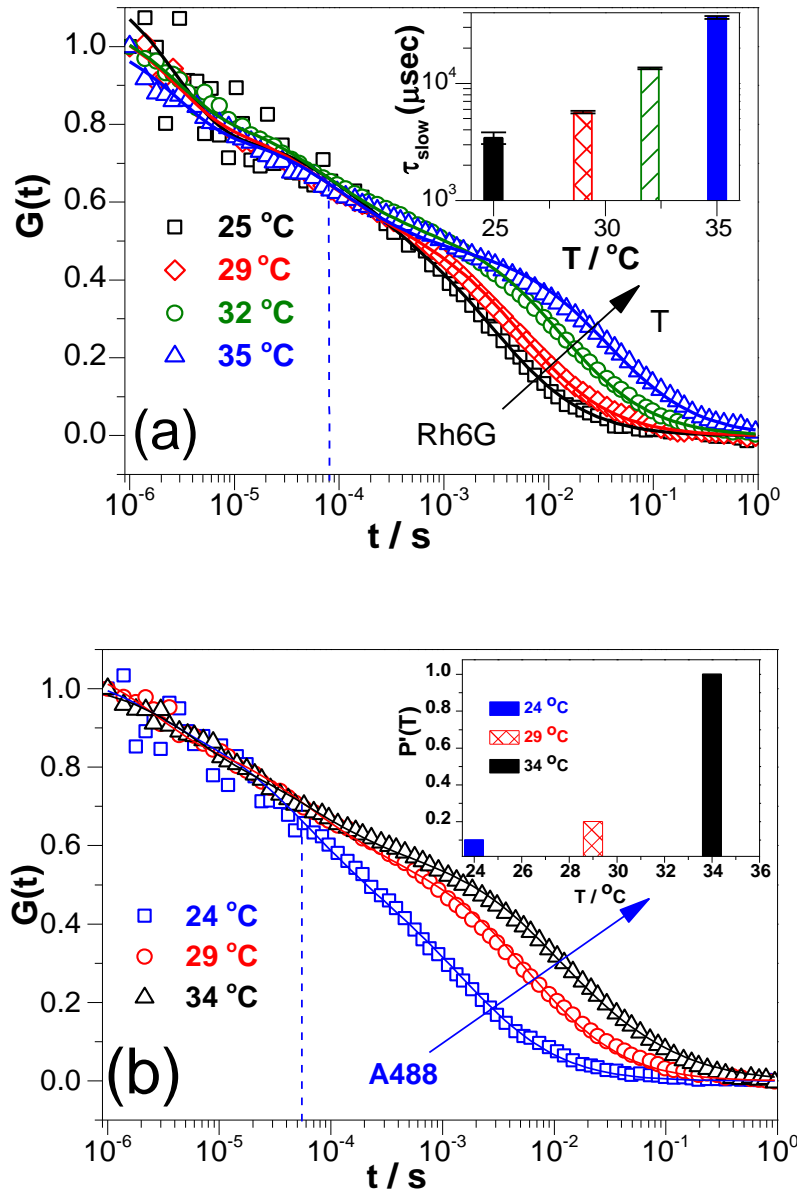 1.0
0.8
0.6
0.4
0.2
0.0
G(t)
25 °C
29 °C
32 °C
35 °C
(a)
Rh6G
T
10⁻⁶ 10⁻⁵ 10⁻⁴ 10⁻³ 10⁻² 10⁻¹ 10⁰
t / s
τslow (μsec)
10⁴
10³
25 30 35
T / °C
1.0
0.8
0.6
0.4
0.2
0.0
G(t)
24 °C
29 °C
34 °C
(b)
A488
10⁻⁶ 10⁻⁵ 10⁻⁴ 10⁻³ 10⁻² 10⁻¹ 10⁰
t / s
P'(T)
1.0
0.8
0.6
0.4
0.2
24 °C
29 °C
34 °C
24 26 28 30 32 34 36
T / °C